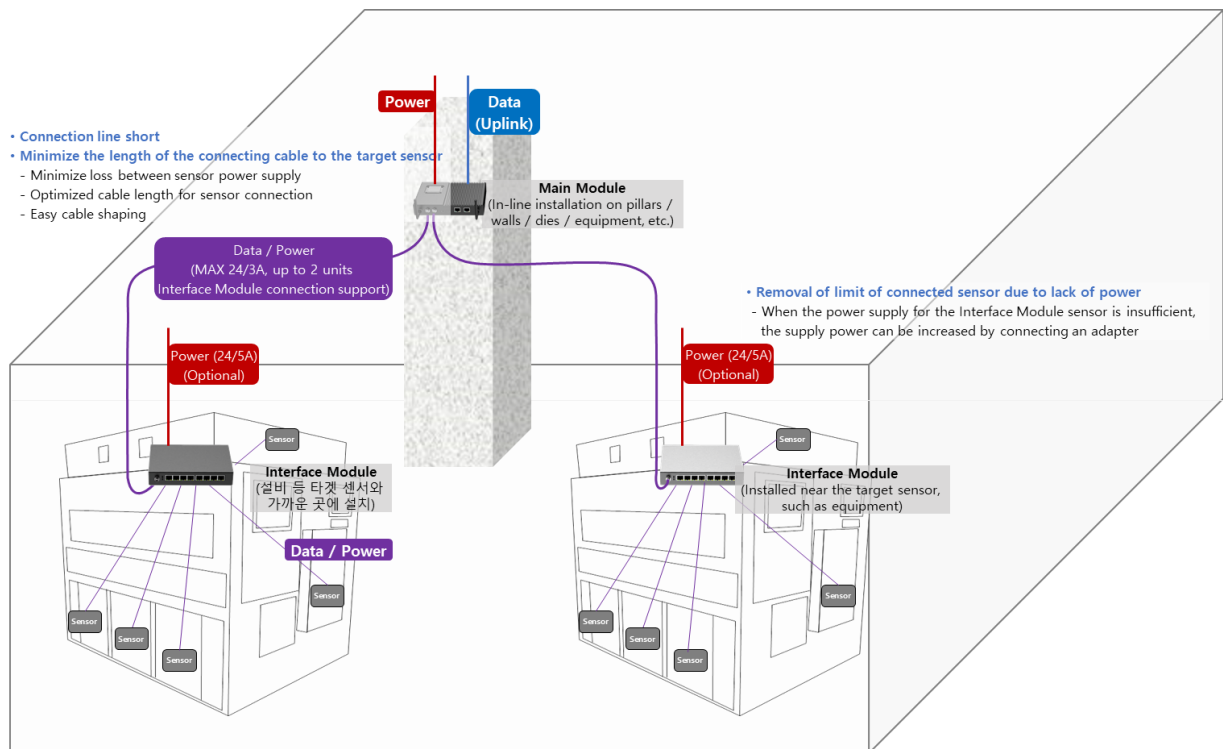 Power
Data
(Uplink)
• Connection line short
• Minimize the length of the connecting cable to the target sensor
- Minimize loss between sensor power supply
- Optimized cable length for sensor connection
- Easy cable shaping
Main Module
(In-line installation on pillars /
walls / dies / equipment, etc.)
Data / Power
(MAX 24/3A, up to 2 units
Interface Module connection support)
• Removal of limit of connected sensor due to lack of power
- When the power supply for the Interface Module sensor is insufficient,
the supply power can be increased by connecting an adapter
Power (24/5A)
(Optional)
Power (24/5A)
(Optional)
Sensor
Interface Module
(설비 등 타겟 센서와
가까운 곳에 설치)
Data / Power
Sensor
Sensor
Sensor
Sensor
Sensor
Interface Module
(Installed near the target sensor,
such as equipment)
Sensor
Sensor
Sensor
Sensor